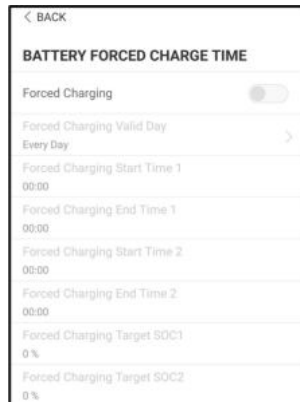 < BACK
BATTERY FORCED CHARGE TIME
Forced Charging
Forced Charging Valid Day
Every Day
Forced Charging Start Time 1
00:00
Forced Charging End Time 1
00:00
Forced Charging Start Time 2
00:00
Forced Charging End Time 2
00:00
Forced Charging Target SOC1
0 %
Forced Charging Target SOC2
0 %